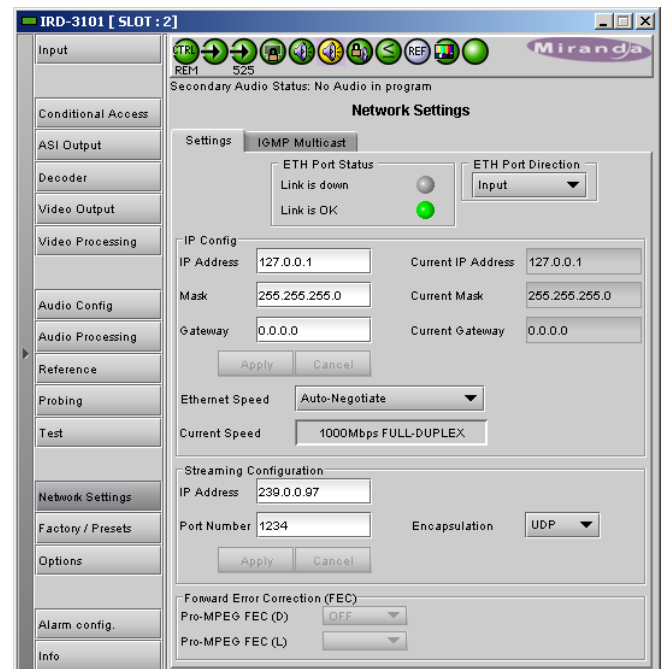 IRD-3101 [ SLOT : 2]
Input
Conditional Access
ASI Output
Decoder
Video Output
Video Processing
Audio Config
Audio Processing
Reference
Probing
Test
Network Settings
Factory / Presets
Options
Alarm config.
Info
CTRL
REF
Miranda
REM
525
Secondary Audio Status: No Audio in program
Network Settings
Settings
IGMP Multicast
ETH Port Status
Link is down
Link is OK
ETH Port Direction
Input
IP Config
IP Address 127.0.0.1 Current IP Address 127.0.0.1
Mask 255.255.255.0 Current Mask 255.255.255.0
Gateway 0.0.0.0 Current Gateway 0.0.0.0
Apply Cancel
Ethernet Speed Auto-Negotiate
Current Speed 1000Mbps FULL-DUPLEX
Streaming Configuration
IP Address 239.0.0.97
Port Number 1234 Encapsulation UDP
Apply Cancel
Forward Error Correction (FEC)
Pro-MPEG FEC (D) OFF
Pro-MPEG FEC (L)